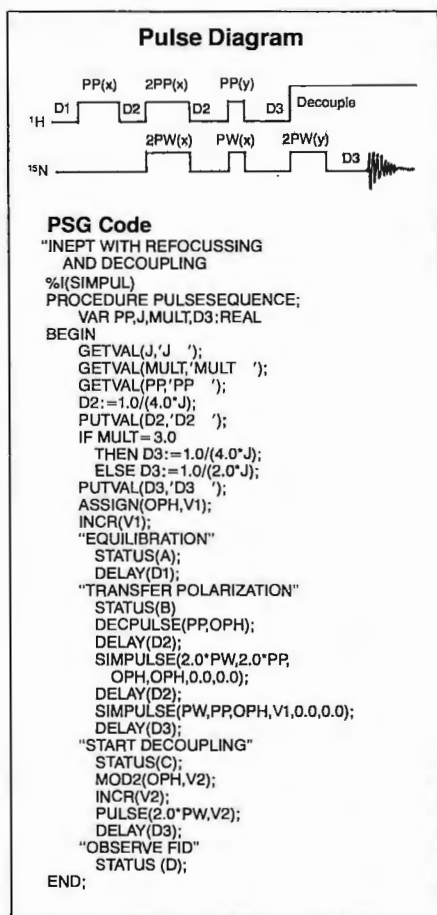 Pulse Diagram
PP(x) 2PP(x) PP(y)
D1 D2 D2 D3 Decouple
¹H
2PW(x) PW(x) 2PW(y)
D3
¹⁵N
PSG Code
"INEPT WITH REFOCUSSING
AND DECOUPLING
%I(SIMPUL)
PROCEDURE PULSESEQUENCE;
VAR PP,J,MULT,D3:REAL
BEGIN
GETVAL(J,'J ');
GETVAL(MULT,'MULT ');
GETVAL(PP,'PP ');
D2:=1.0/(4.0*J);
PUTVAL(D2,'D2 ');
IF MULT=3.0
THEN D3:=1.0/(4.0*J);
ELSE D3:=1.0/(2.0*J);
PUTVAL(D3,'D3 ');
ASSIGN(OPH,V1);
INCR(V1);
"EQUILIBRATION"
STATUS(A);
DELAY(D1);
"TRANSFER POLARIZATION"
STATUS(B)
DECPULSE(PP,OPH);
DELAY(D2);
SIMPULSE(2.0*PW,2.0*PP,
OPH,OPH,0.0,0.0);
DELAY(D2);
SIMPULSE(PW,PP,OPH,V1,0.0,0.0);
DELAY(D3);
"START DECOUPLING"
STATUS(C);
MOD2(OPH,V2);
INCR(V2);
PULSE(2.0*PW,V2);
DELAY(D3);
"OBSERVE FID"
STATUS (D);
END;